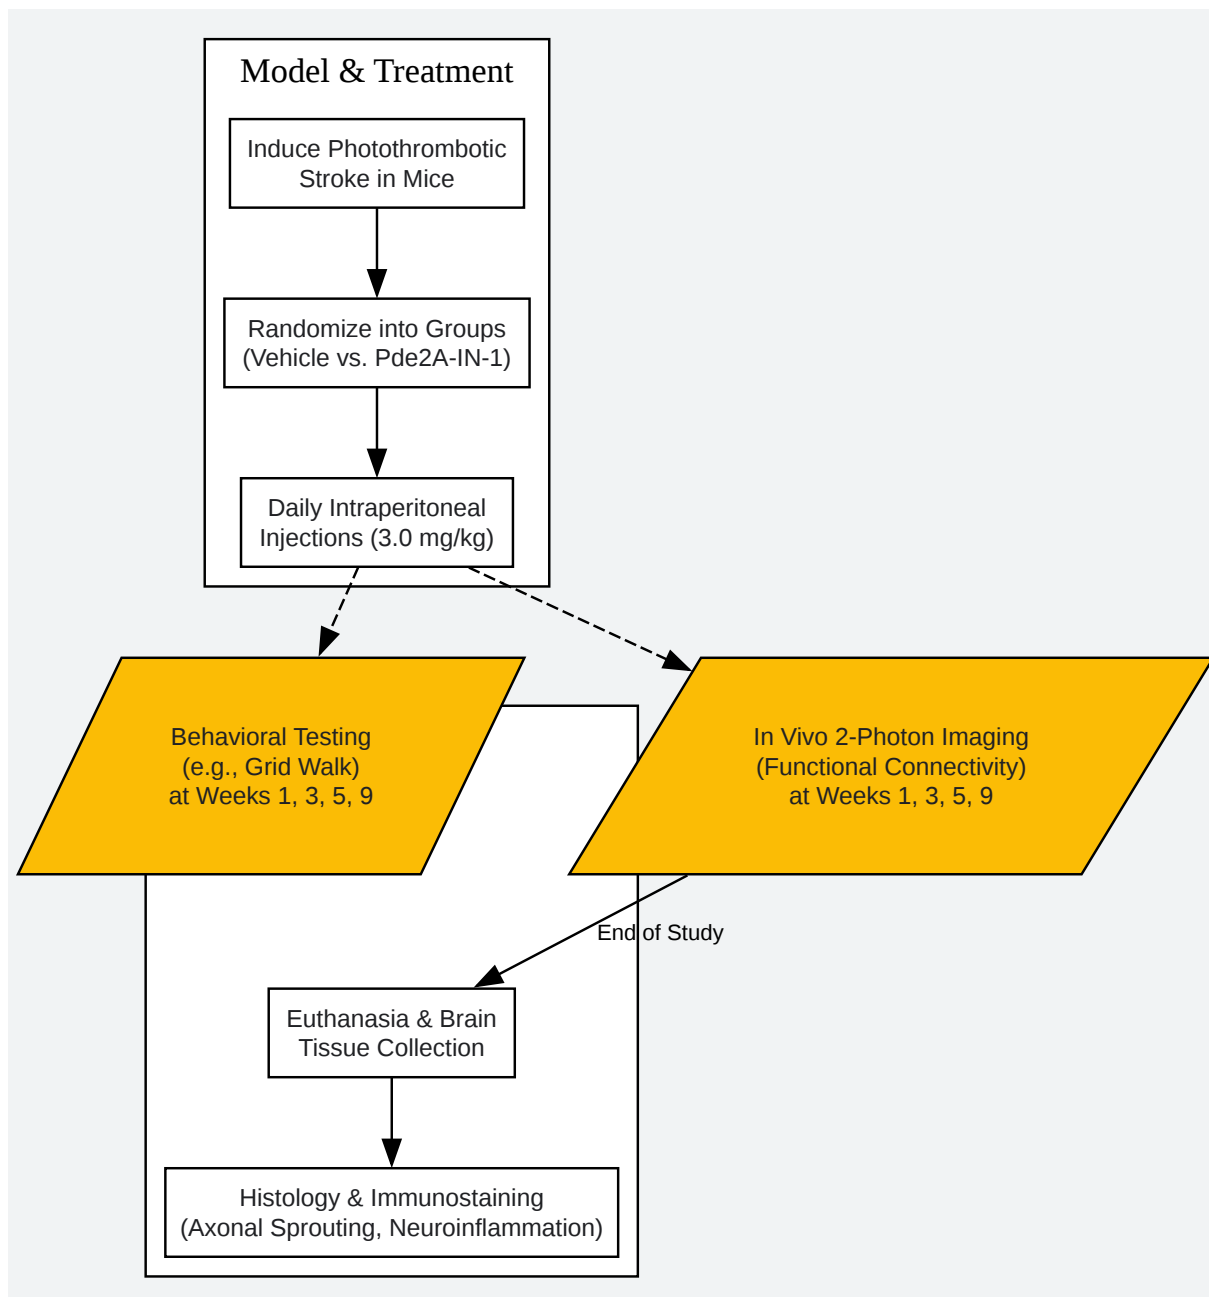 Model & Treatment
Induce Photothrombotic
Stroke in Mice
Randomize into Groups
(Vehicle vs. Pde2A-IN-1)
Daily Intraperitoneal
Injections (3.0 mg/kg)
Behavioral Testing
(e.g., Grid Walk)
at Weeks 1, 3, 5, 9
In Vivo 2-Photon Imaging
(Functional Connectivity)
at Weeks 1, 3, 5, 9
End of Study
Euthanasia & Brain
Tissue Collection
Histology & Immunostaining
(Axonal Sprouting, Neuroinflammation)